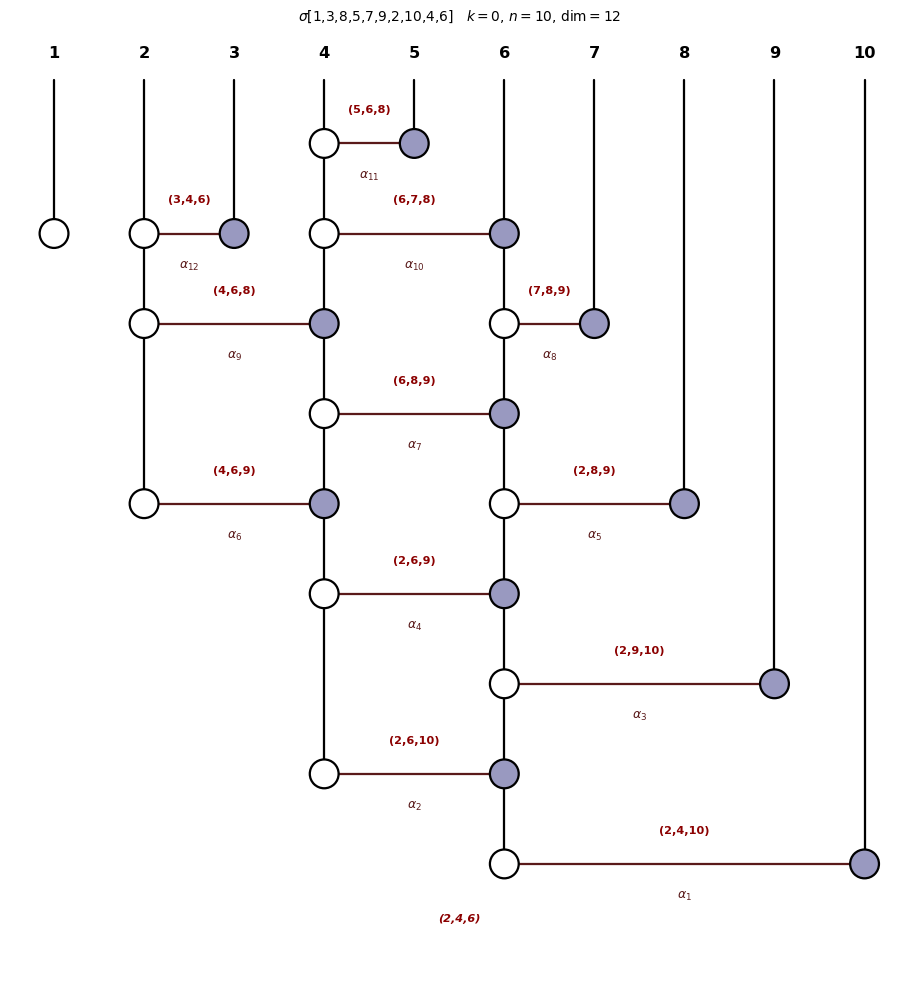 σ[1,3,8,5,7,9,2,10,4,6] k=0, n=10, dim=12
1 2 3 4 5 6 7 8 9 10
(5,6,8)
α₁₁
(3,4,6) (6,7,8)
α₁₂ α₁₀
(4,6,8) (7,8,9)
α₉ α₈
(6,8,9)
α₇
(4,6,9) (2,8,9)
α₆ α₅
(2,6,9)
α₄
(2,9,10)
α₃
(2,6,10)
α₂
(2,4,10)
α₁
(2,4,6)